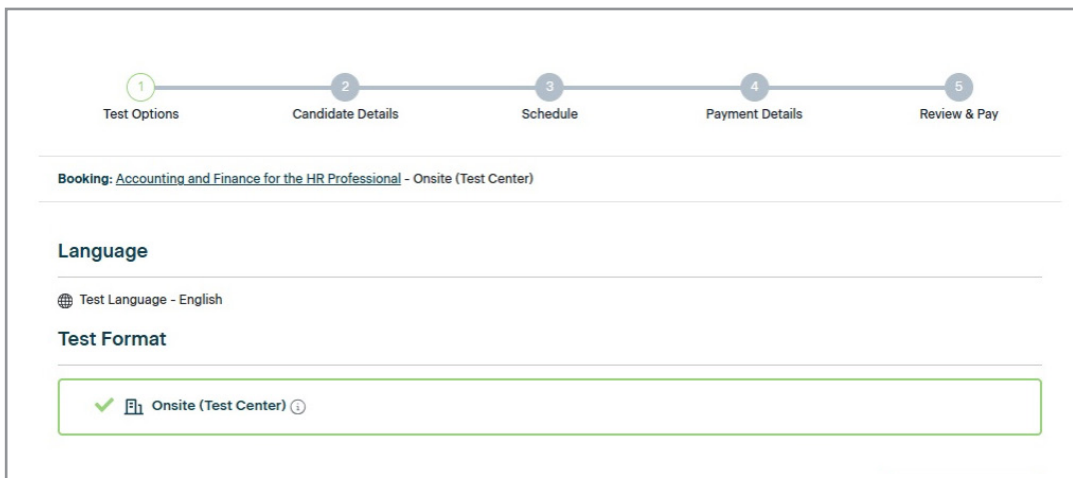 1 2 3 4 5
Test Options Candidate Details Schedule Payment Details Review & Pay
Booking: Accounting and Finance for the HR Professional - Onsite (Test Center)
Language
Test Language - English
Test Format
Onsite (Test Center)